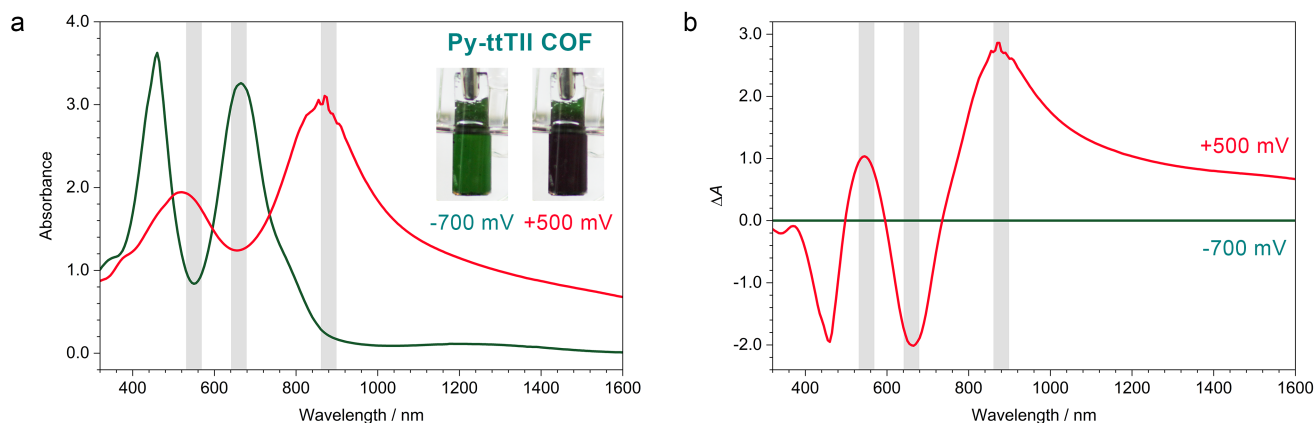 a
4.0
3.0
2.0
1.0
0.0
Absorbance
Py-ttTII COF
-700 mV +500 mV
400 600 800 1000 1200 1400 1600
Wavelength / nm
b
3.0
2.0
1.0
0.0
-1.0
-2.0
ΔA
+500 mV
-700 mV
400 600 800 1000 1200 1400 1600
Wavelength / nm